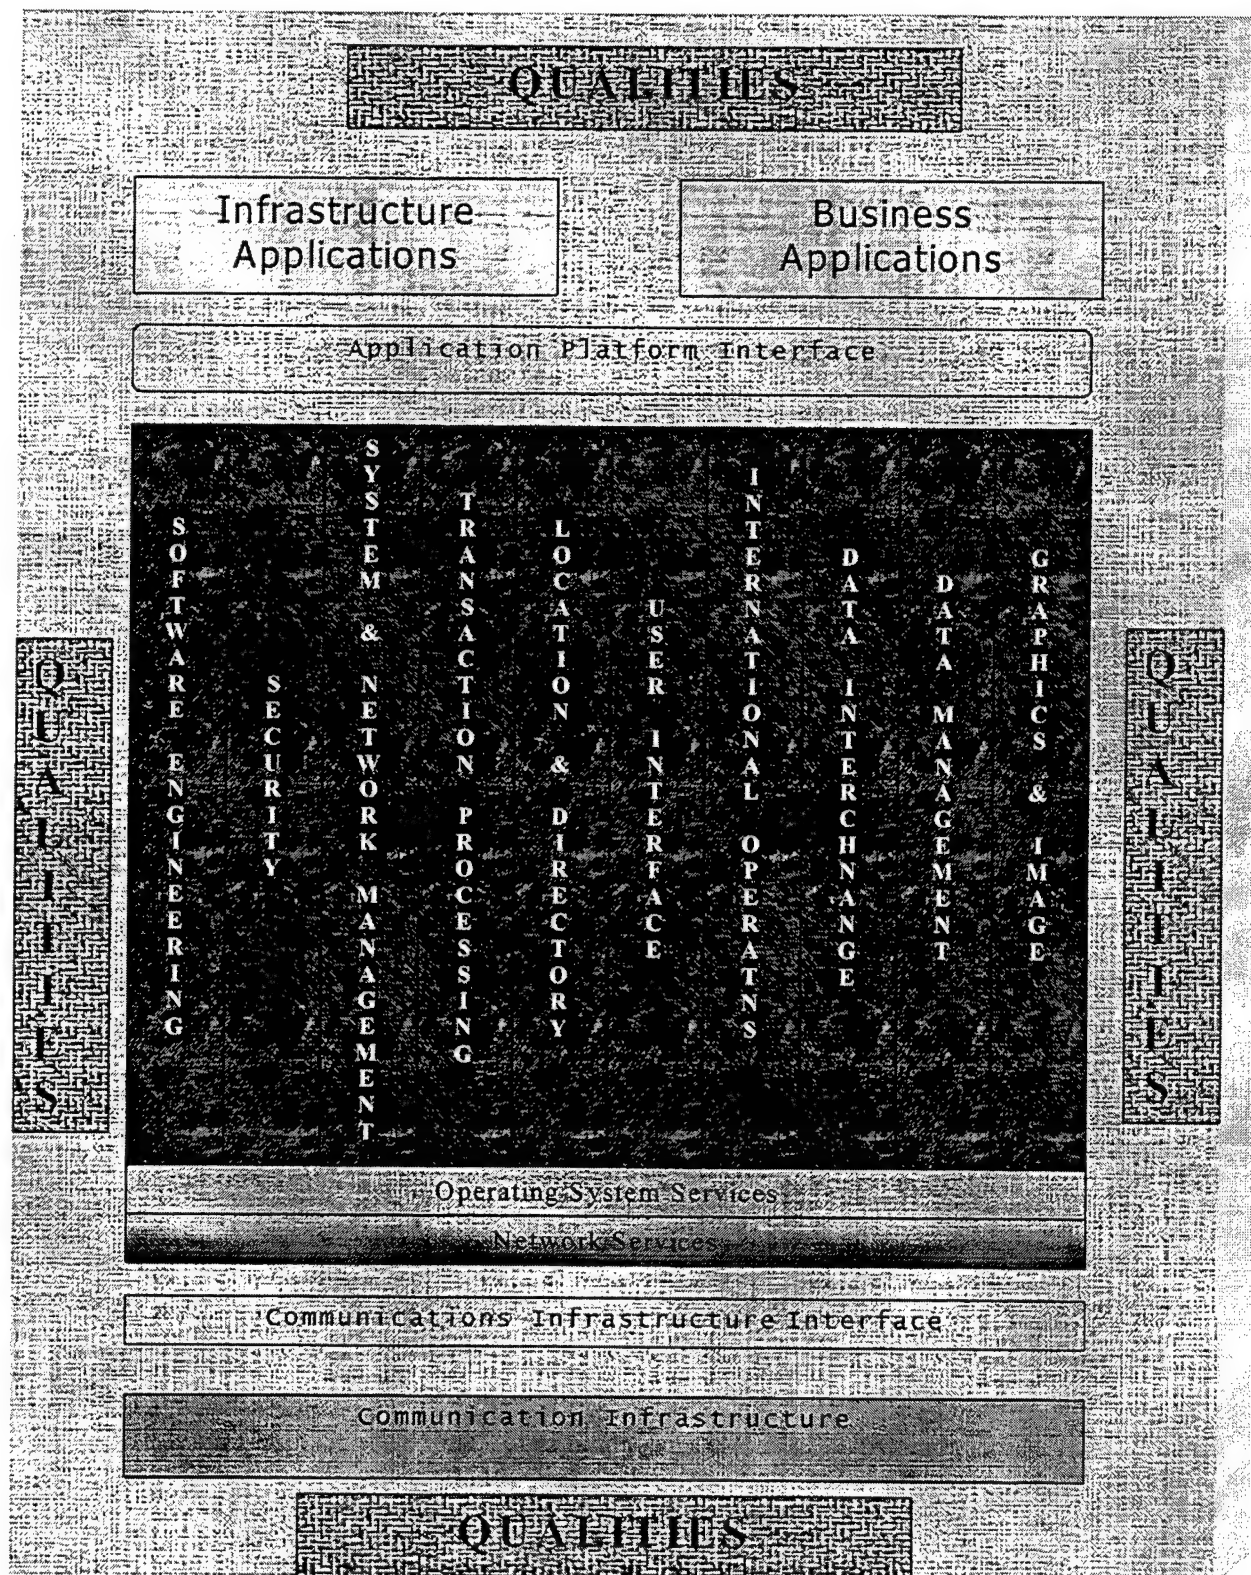 QUALITIES
Infrastructure
Applications
Business
Applications
Application Platform Interface
SOFTWARE ENGINEERING
SECURITY
SYSTEM & NETWORK MANAGEMENT
TRANSACTION PROCESSING
LOCATION & DIRECTORY
USER INTERFACE
INTERNATIONAL OPERATNS
DATA INTERCHNANGE
DATA MANAGEMENT
GRAPHICS & IMAGE
QUALITIES
QUALITIES
Operating System Services
Network Services
Communications Infrastructure Interface
Communication Infrastructure
QUALITIES